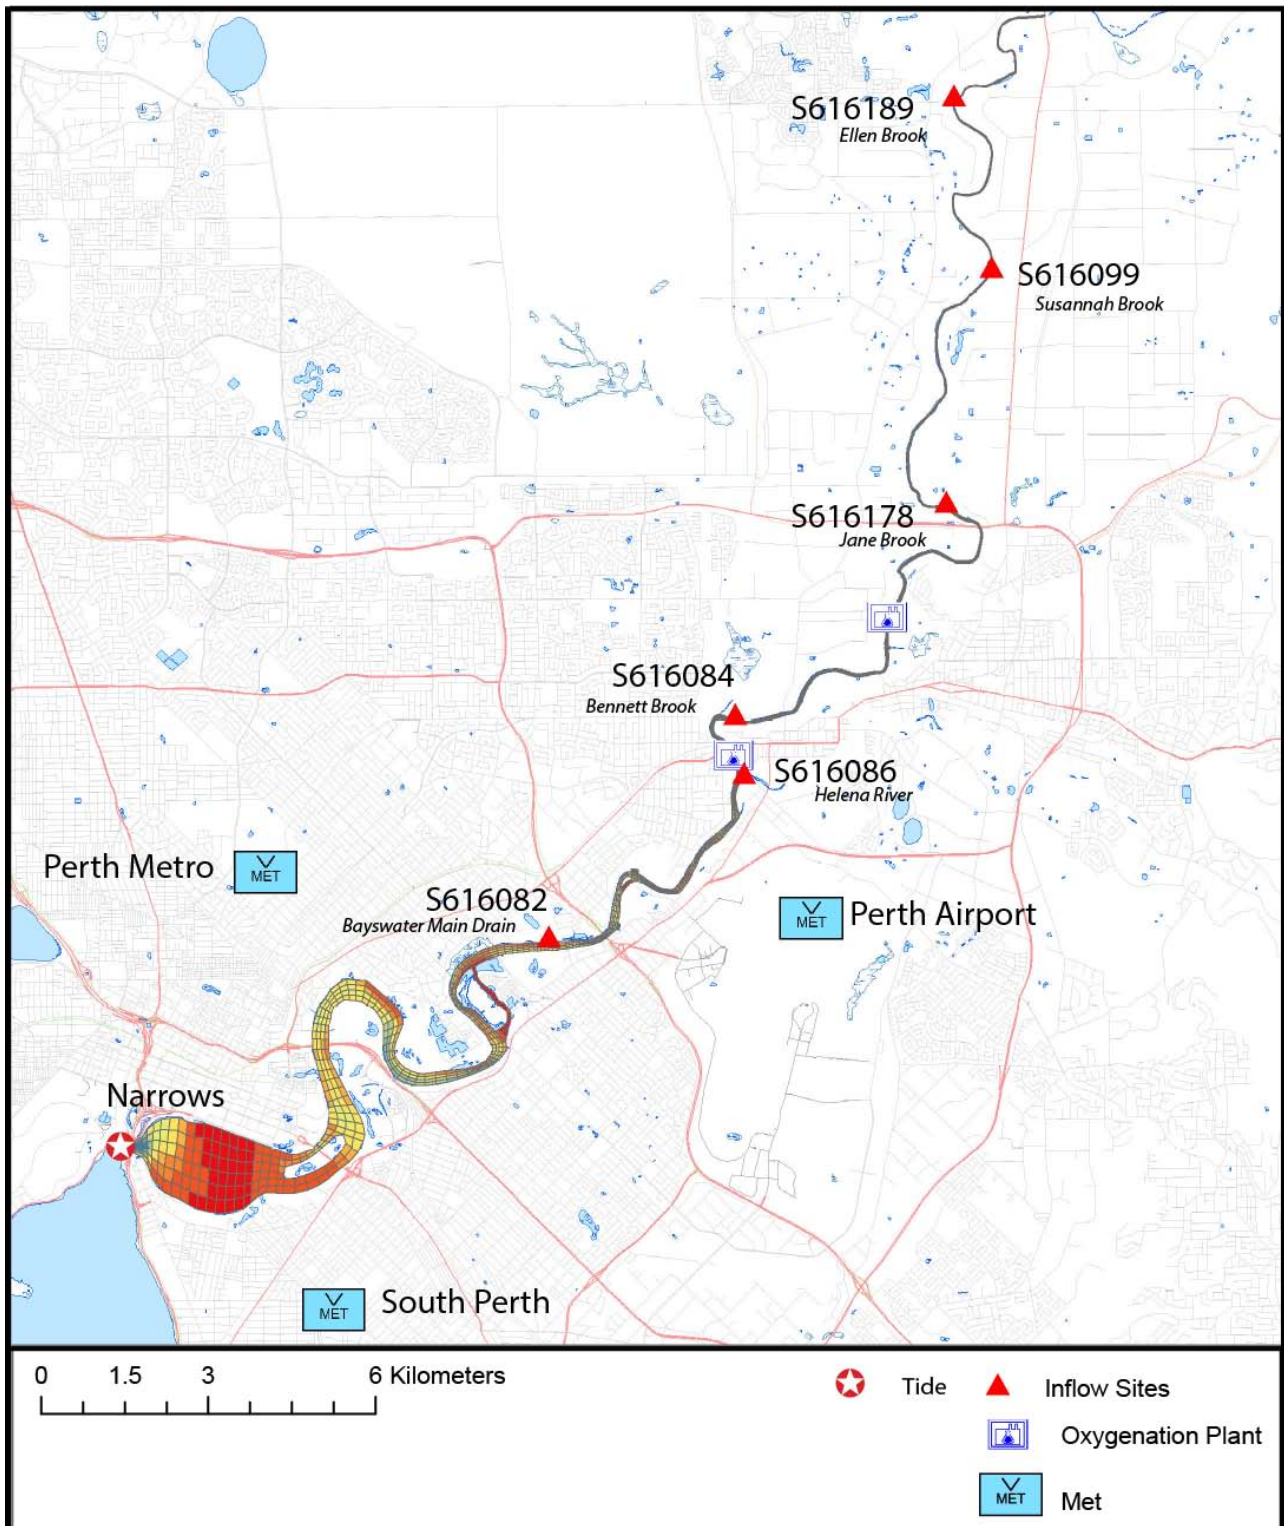 S616189
Ellen Brook
S616099
Susannah Brook
S616178
Jane Brook
S616084
Bennett Brook
S616086
Helena River
Perth Metro
MET
S616082
Bayswater Main Drain
MET
Perth Airport
Narrows
MET
South Perth
0 1.5 3 6 Kilometers
Tide
Inflow Sites
Oxygenation Plant
MET
Met